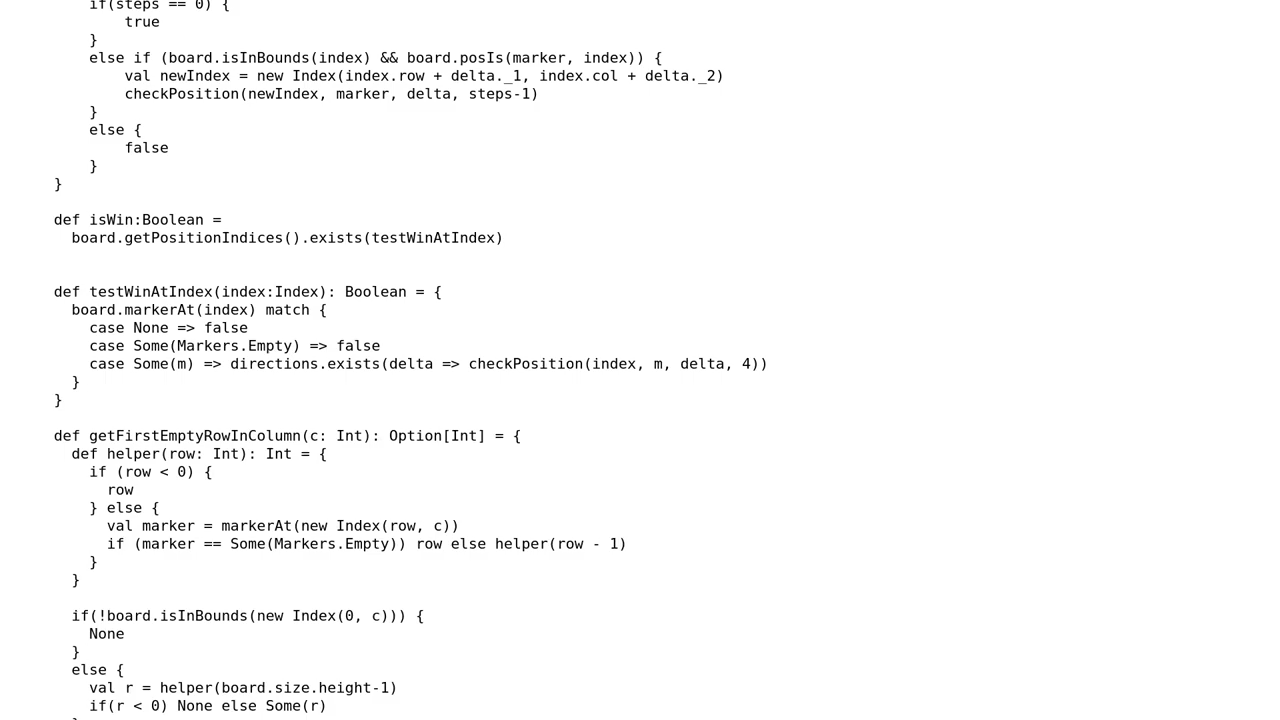 if(steps == 0) {
true
}
else if (board.isInBounds(index) && board.posIs(marker, index)) {
val newIndex = new Index(index.row + delta._1, index.col + delta._2)
checkPosition(newIndex, marker, delta, steps-1)
}
else {
false
}
}
def isWin:Boolean =
board.getPositionIndices().exists(testWinAtIndex)
def testWinAtIndex(index:Index): Boolean = {
board.markerAt(index) match {
case None => false
case Some(Markers.Empty) => false
case Some(m) => directions.exists(delta => checkPosition(index, m, delta, 4))
}
}
def getFirstEmptyRowInColumn(c: Int): Option[Int] = {
def helper(row: Int): Int = {
if (row < 0) {
row
} else {
val marker = markerAt(new Index(row, c))
if (marker == Some(Markers.Empty)) row else helper(row - 1)
}
}
if(!board.isInBounds(new Index(0, c))) {
None
}
else {
val r = helper(board.size.height-1)
if(r < 0) None else Some(r)
}